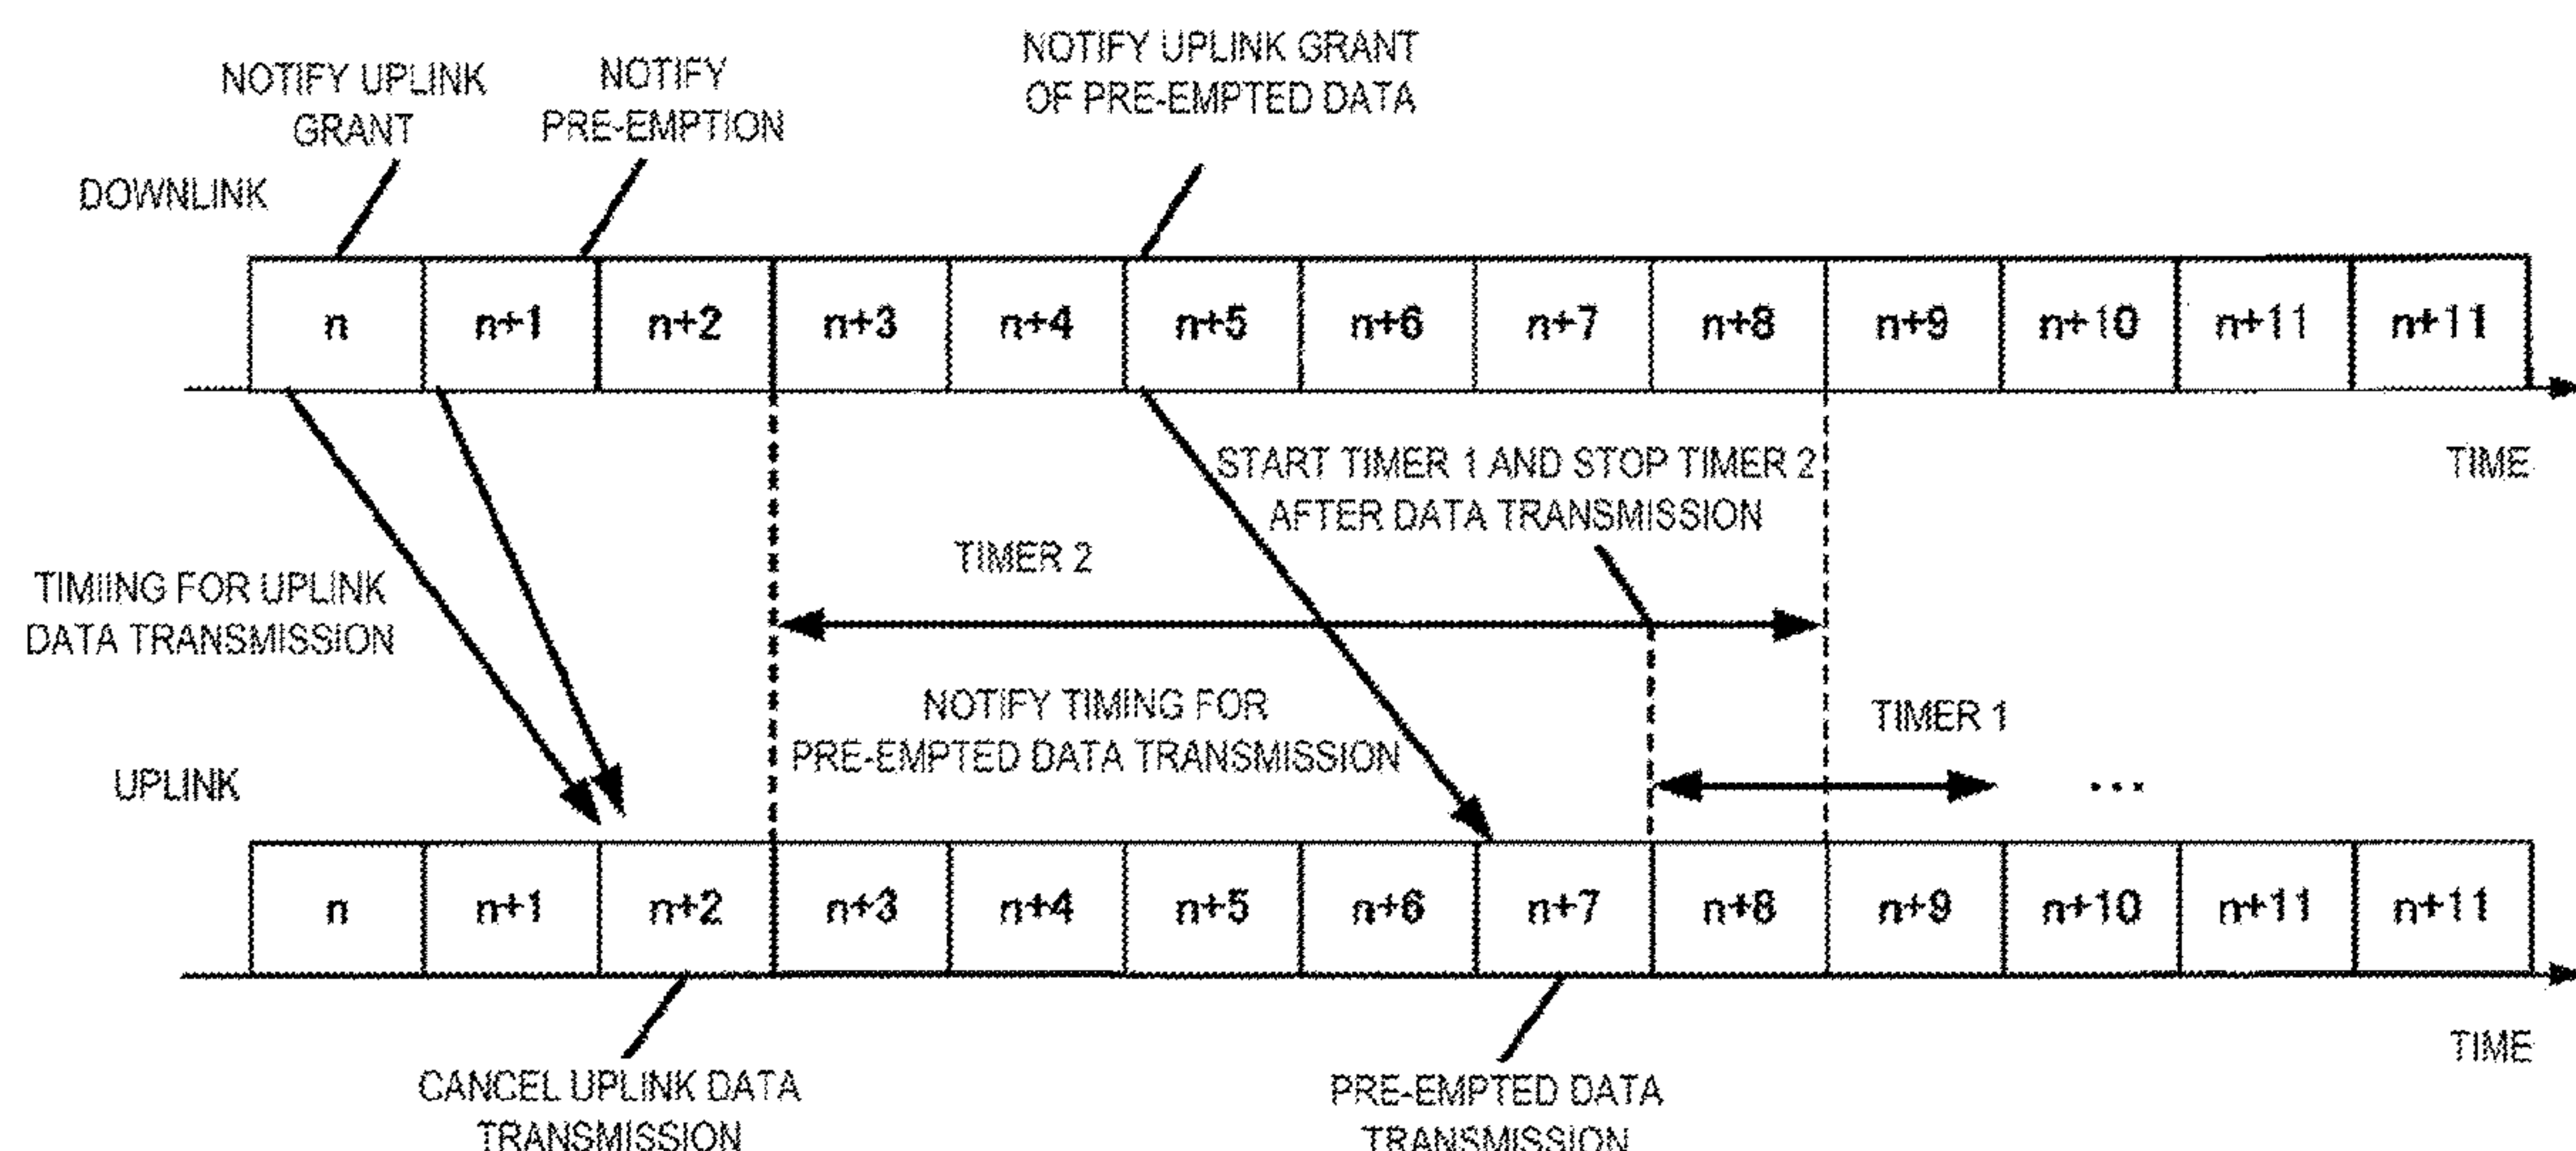 NOTIFY UPLINK
GRANT
NOTIFY
PRE-EMPTION
NOTIFY UPLINK GRANT
OF PRE-EMPTED DATA
DOWNLINK
n n+1 n+2 n+3 n+4 n+5 n+6 n+7 n+8 n+9 n+10 n+11 n+11
TIME
START TIMER 1 AND STOP TIMER 2
AFTER DATA TRANSMISSION
TIMER 2
TIMIING FOR UPLINK
DATA TRANSMISSION
NOTIFY TIMING FOR
PRE-EMPTED DATA TRANSMISSION
TIMER 1
...
UPLINK
n n+1 n+2 n+3 n+4 n+5 n+6 n+7 n+8 n+9 n+10 n+11 n+11
TIME
CANCEL UPLINK DATA
TRANSMISSION
PRE-EMPTED DATA
TRANSMISSION